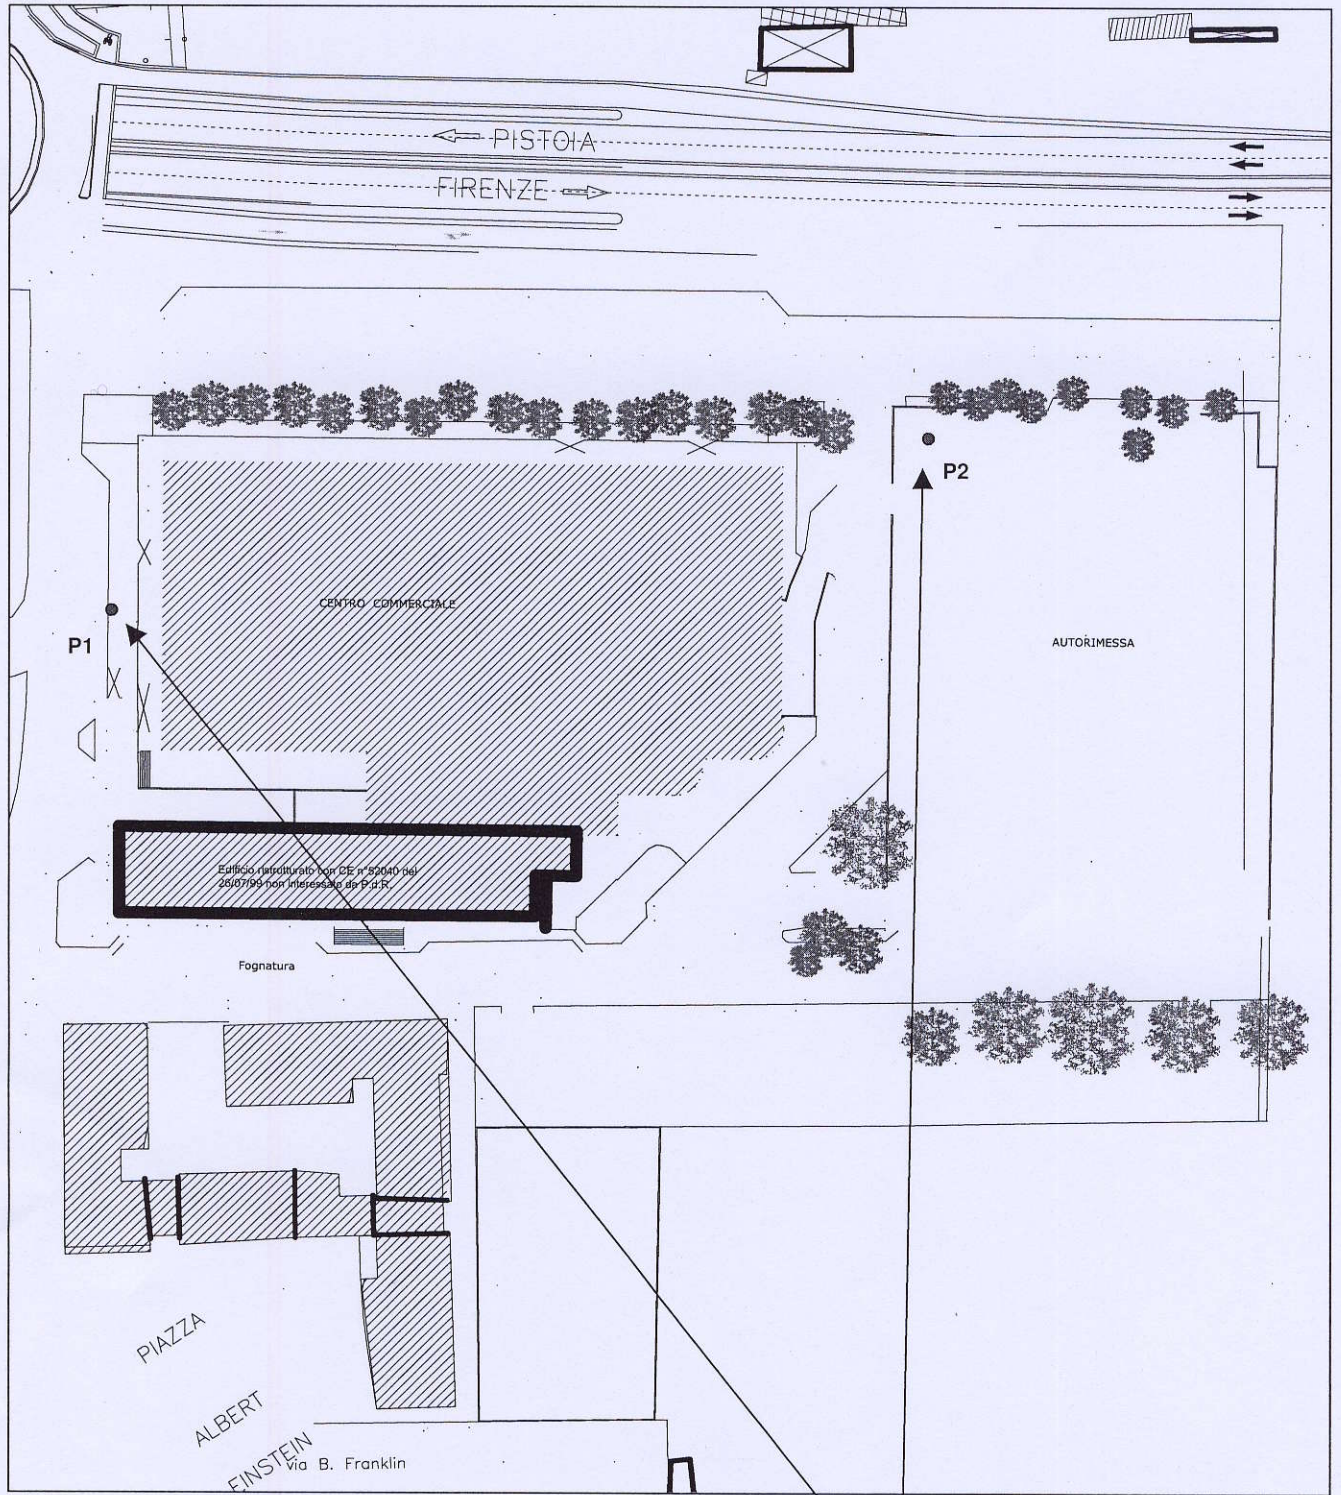 PISTOIA
FIRENZE
P2
CENTRO COMMERCIALE
P1
AUTORIMESSA
Edificio ristrutturato con CE n°52040 del
26/07/99 non interessato da P.d.R.
Fognatura
PIAZZA
ALBERT
EINSTEIN
via B. Franklin